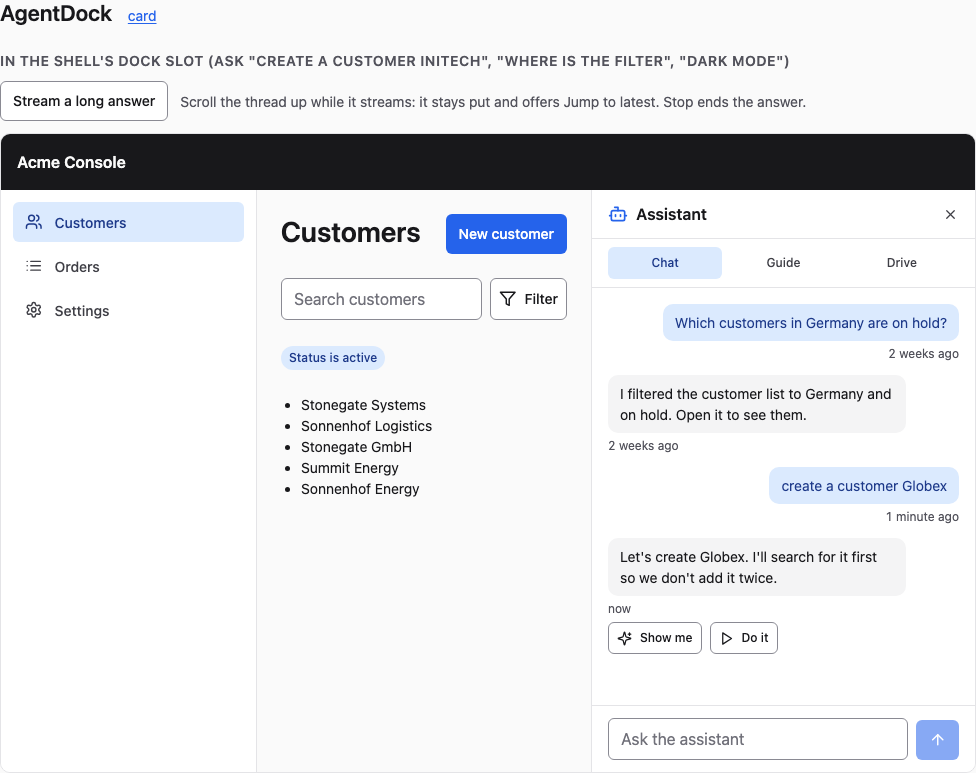 AgentDock card
IN THE SHELL'S DOCK SLOT (ASK "CREATE A CUSTOMER INITECH", "WHERE IS THE FILTER", "DARK MODE")
Stream a long answer
Scroll the thread up while it streams: it stays put and offers Jump to latest. Stop ends the answer.
Acme Console
Customers
Orders
Settings
Customers
New customer
Search customers
Filter
Status is active
Stonegate Systems
Sonnenhof Logistics
Stonegate GmbH
Summit Energy
Sonnenhof Energy
Assistant
Chat
Guide
Drive
Which customers in Germany are on hold?
2 weeks ago
I filtered the customer list to Germany and
on hold. Open it to see them.
2 weeks ago
create a customer Globex
1 minute ago
Let's create Globex. I'll search for it first
so we don't add it twice.
now
Show me
Do it
Ask the assistant